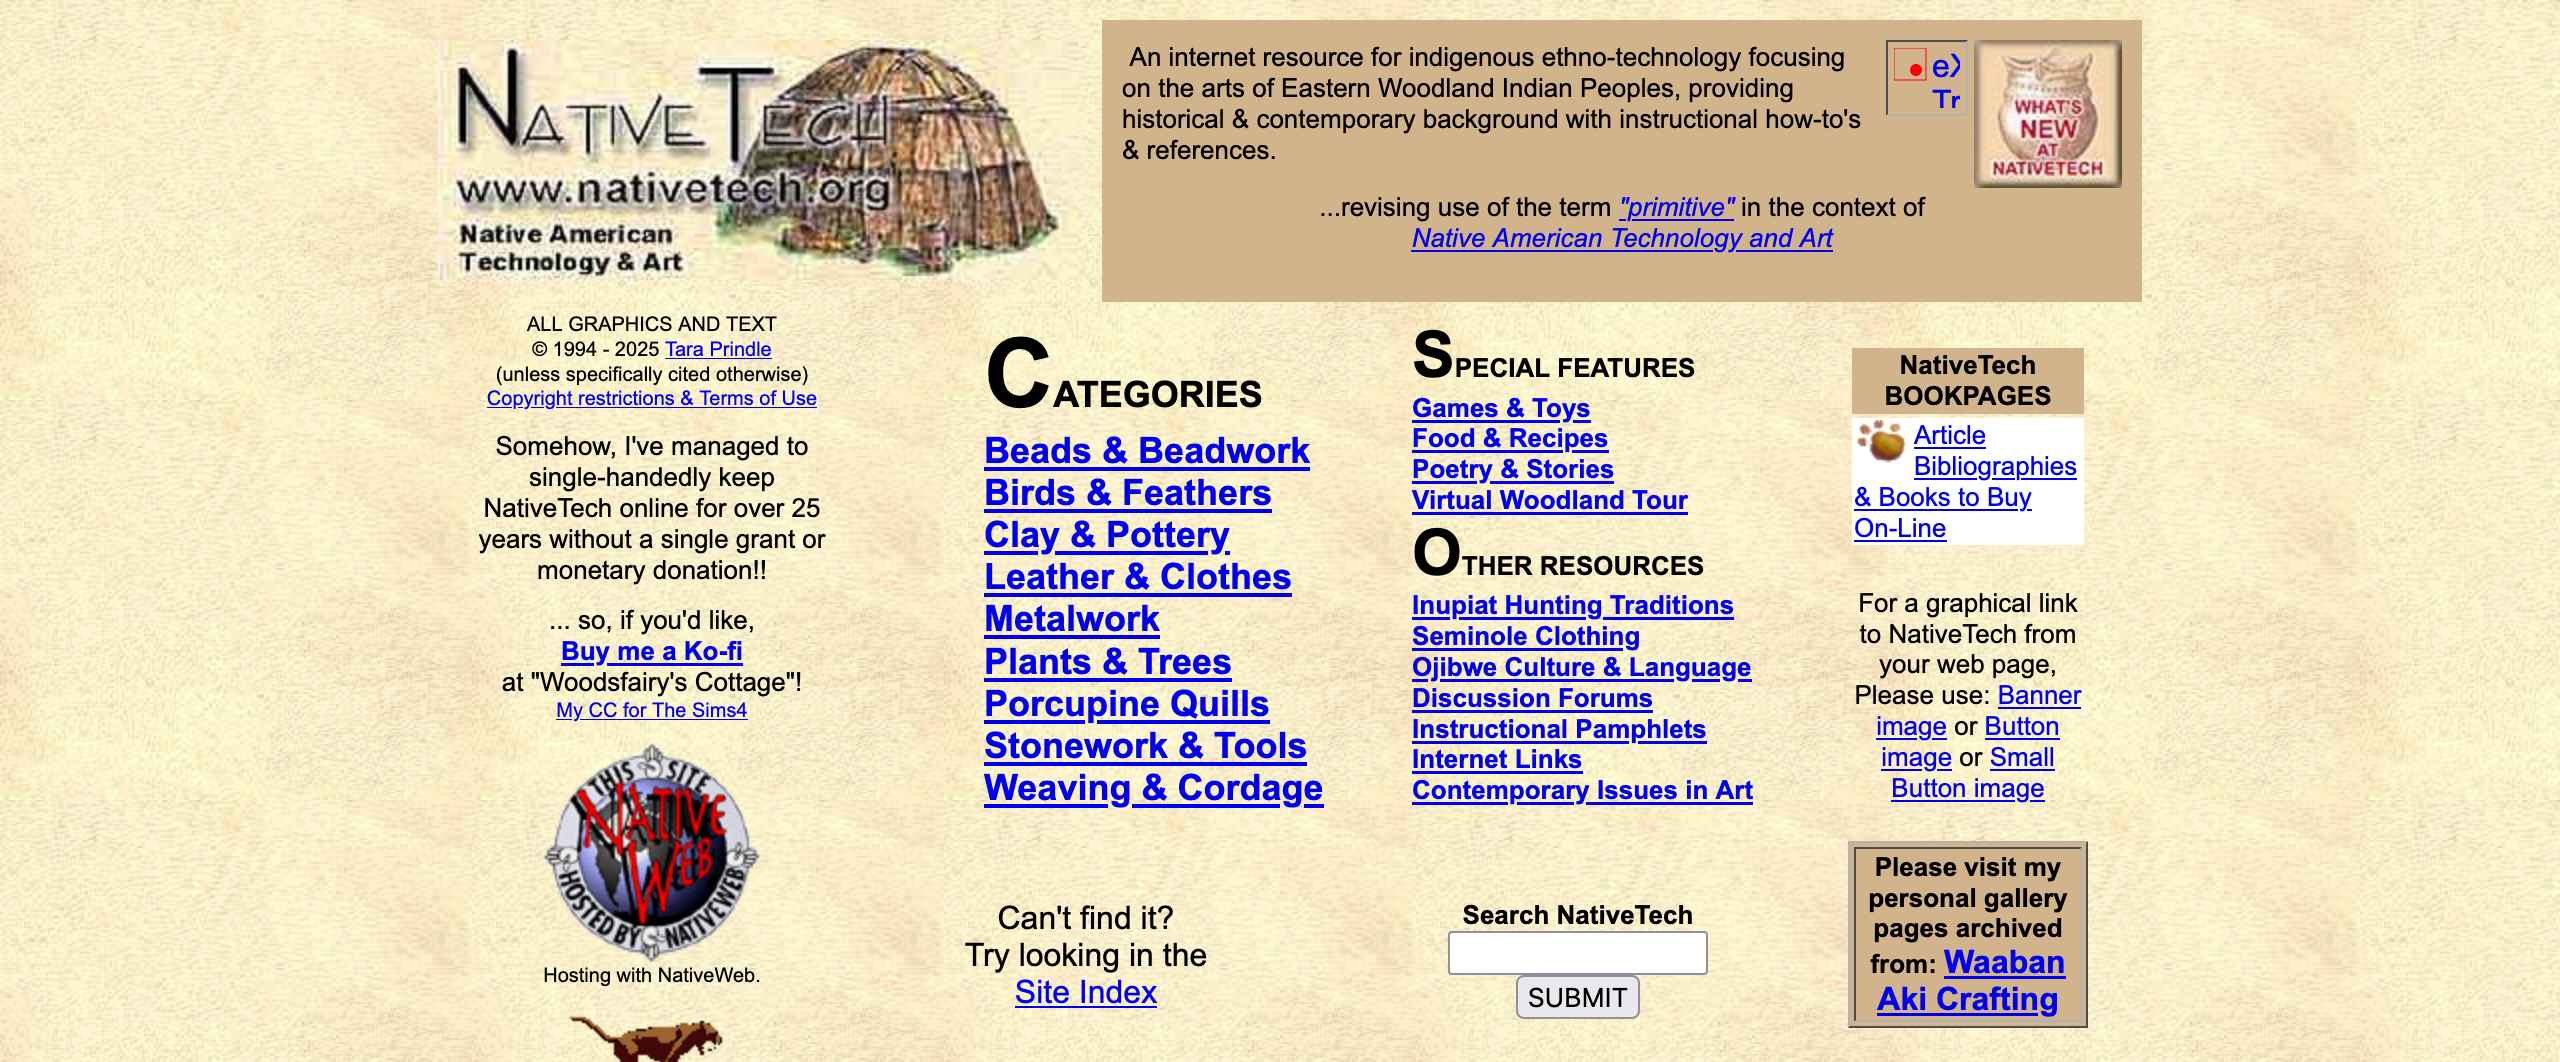 NATIVETECH
www.nativetech.org
Native American
Technology & Art
An internet resource for indigenous ethno-technology focusing
on the arts of Eastern Woodland Indian Peoples, providing
historical & contemporary background with instructional how-to's
& references.
eX
Tr
WHAT'S
NEW
AT
NATIVETECH
...revising use of the term "primitive" in the context of
Native American Technology and Art
ALL GRAPHICS AND TEXT
© 1994 - 2025 Tara Prindle
(unless specifically cited otherwise)
Copyright restrictions & Terms of Use
Somehow, I've managed to
single-handedly keep
NativeTech online for over 25
years without a single grant or
monetary donation!!
... so, if you'd like,
Buy me a Ko-fi
at "Woodsfairy's Cottage"!
My CC for The Sims4
THIS SITE
NATIVE
WEB
HOSTED BY NATIVEWEB
Hosting with NativeWeb.
CATEGORIES
Beads & Beadwork
Birds & Feathers
Clay & Pottery
Leather & Clothes
Metalwork
Plants & Trees
Porcupine Quills
Stonework & Tools
Weaving & Cordage
Can't find it?
Try looking in the
Site Index
SPECIAL FEATURES
Games & Toys
Food & Recipes
Poetry & Stories
Virtual Woodland Tour
OTHER RESOURCES
Inupiat Hunting Traditions
Seminole Clothing
Ojibwe Culture & Language
Discussion Forums
Instructional Pamphlets
Internet Links
Contemporary Issues in Art
Search NativeTech
SUBMIT
NativeTech
BOOKPAGES
Article
Bibliographies
& Books to Buy
On-Line
For a graphical link
to NativeTech from
your web page,
Please use: Banner
image or Button
image or Small
Button image
Please visit my
personal gallery
pages archived
from: Waaban
Aki Crafting